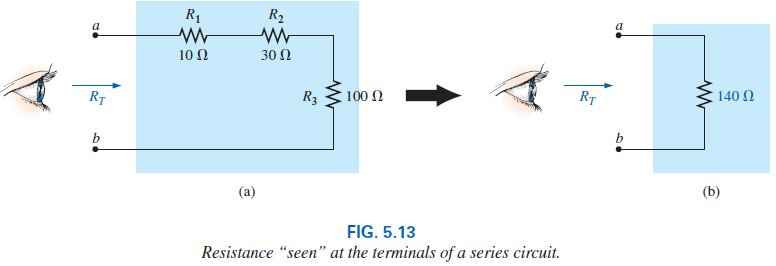 R1 R2
a
10 Ω 30 Ω
RT
R3 100 Ω
b
(a)
a
RT
140 Ω
b
(b)
FIG. 5.13
Resistance “seen” at the terminals of a series circuit.